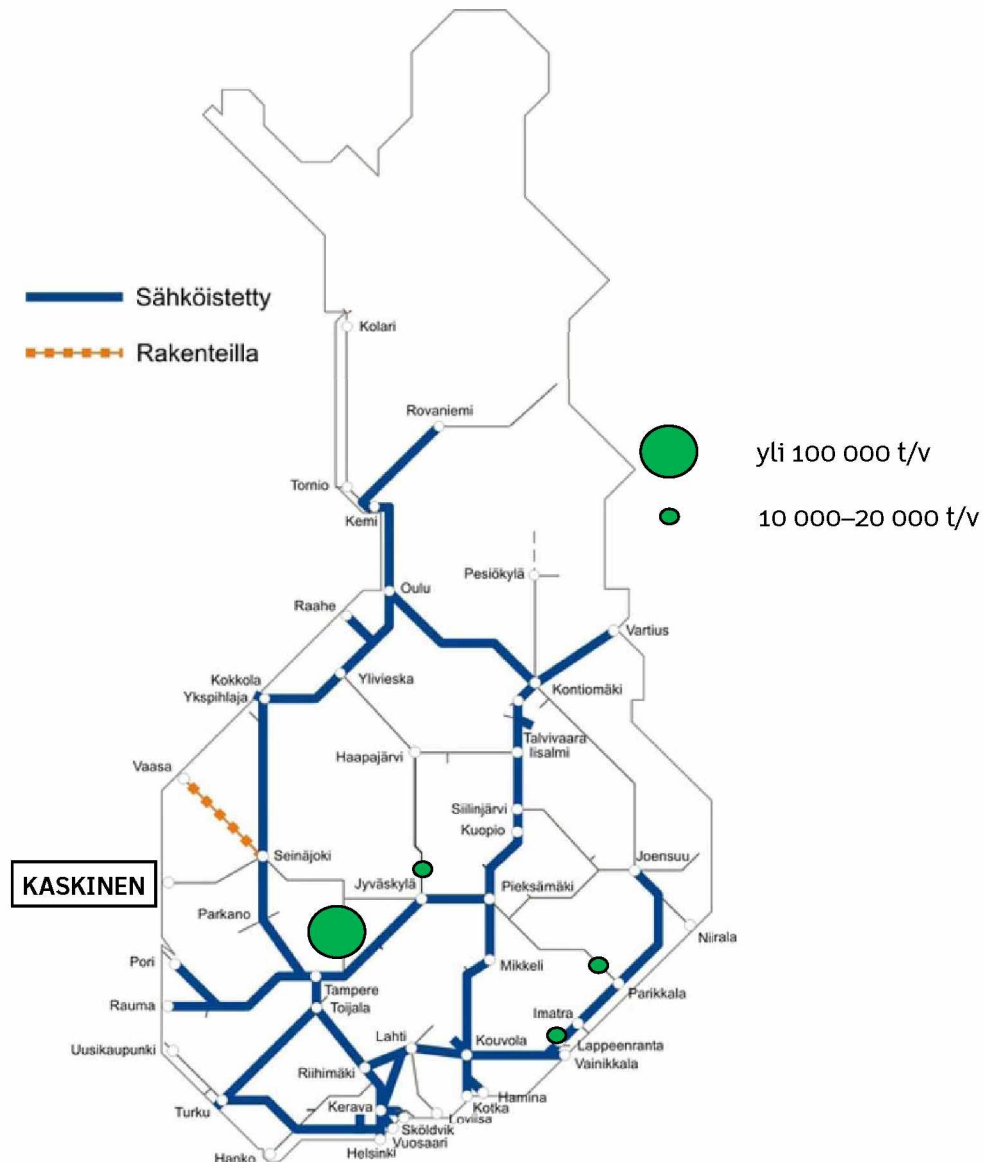 Sähköistetty
Rakenteilla
Kolari
Rovaniemi
yli 100 000 t/v
Tornio
Kemi
10 000–20 000 t/v
Pesiökylä
Oulu
Raahe
Vartius
Kokkola
Ykspihlaja
Ylivieska
Kontiomäki
Talvivaara
Iisalmi
Haapajärvi
Vaasa
Siilinjärvi
Kuopio
Seinäjoki
Joensuu
KASKINEN
Jyväskylä
Pieksämäki
Parkano
Niirala
Pori
Mikkeli
Tampere
Parikkala
Rauma
Toijala
Imatra
Lahti
Kouvola
Lappeenranta
Uusikaupunki
Vainikkala
Riihimäki
Hamina
Kotka
Turku
Kerava
Loviisa
Sköldvik
Vuosaari
Helsinki
Hanko